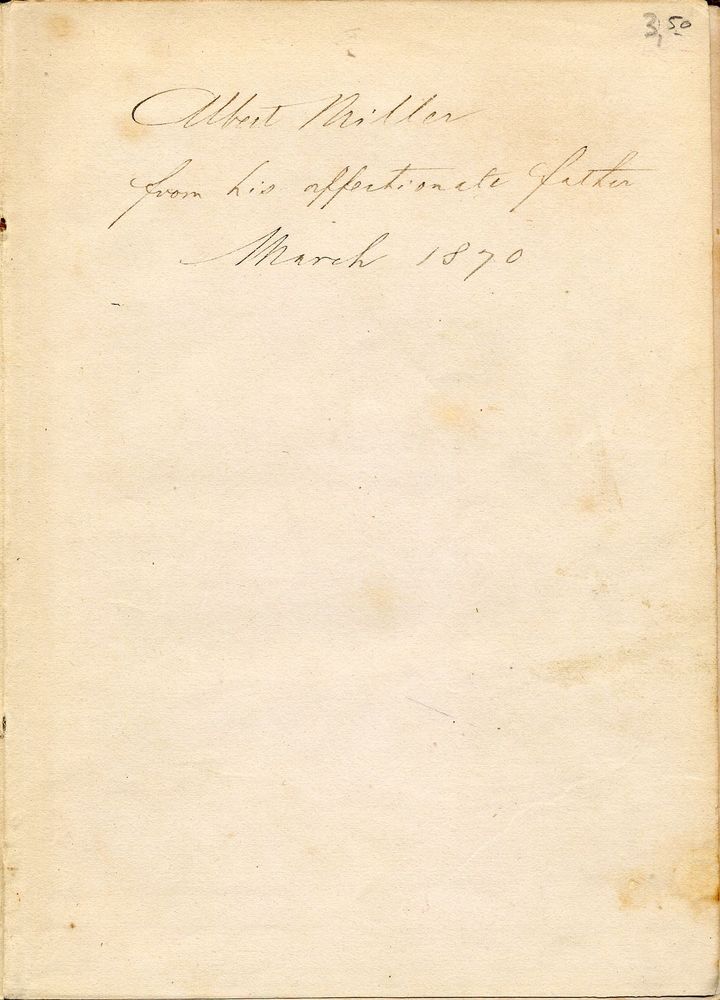 3,50
Albert Miller
from his affectionate father
March 1870